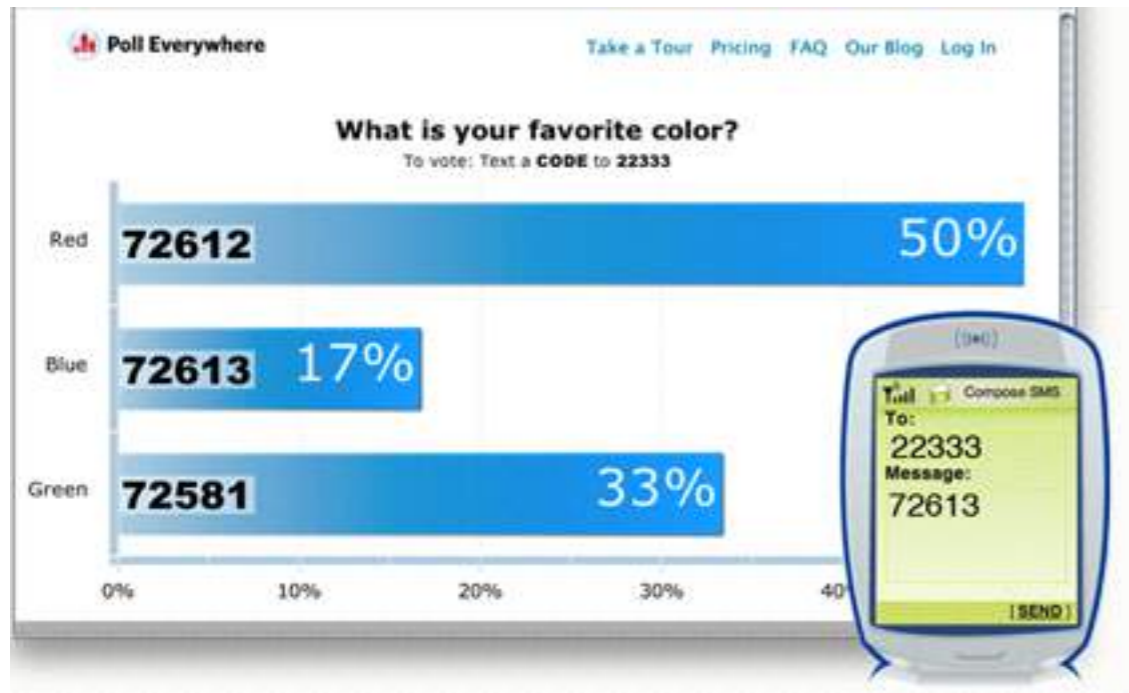 Poll Everywhere
Take a Tour Pricing FAQ Our Blog Log In
What is your favorite color?
To vote: Text a CODE to 22333
Red 72612 50%
Blue 72613 17%
Green 72581 33%
0% 10% 20% 30% 40
Compose SMS
To:
22333
Message:
72613
[SEND]